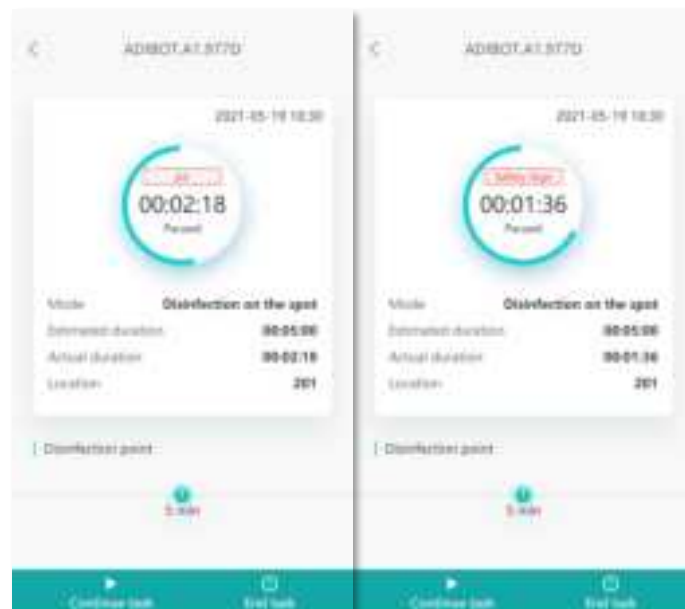 ADIBOT.A1.977D
2021-05-19 18:30
00:02:18
Paused
Mode Disinfection on the spot
Estimated duration 00:05:00
Actual duration 00:02:18
Location 201
Disinfection point
5 min
Continue task
End task
ADIBOT.A1.977D
2021-05-19 18:30
Safety Sign
00:01:36
Paused
Mode Disinfection on the spot
Estimated duration 00:05:00
Actual duration 00:01:36
Location 201
Disinfection point
5 min
Continue task
End task